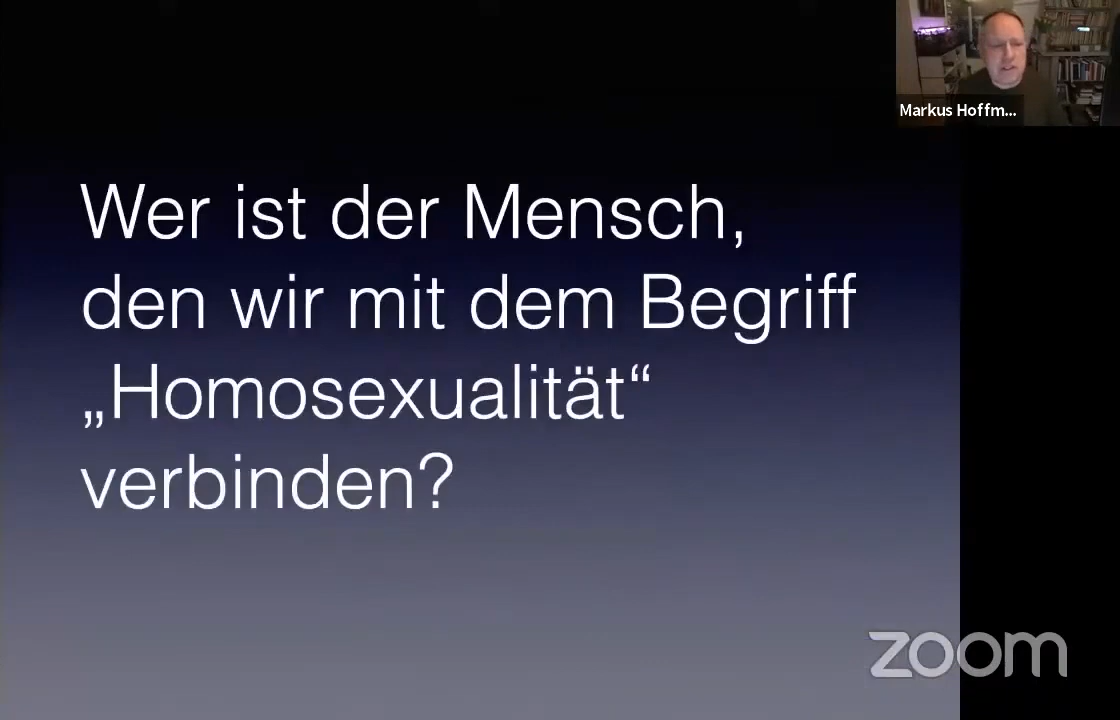 Markus Hoffm...
Wer ist der Mensch,
den wir mit dem Begriff
„Homosexualität“
verbinden?
zoom